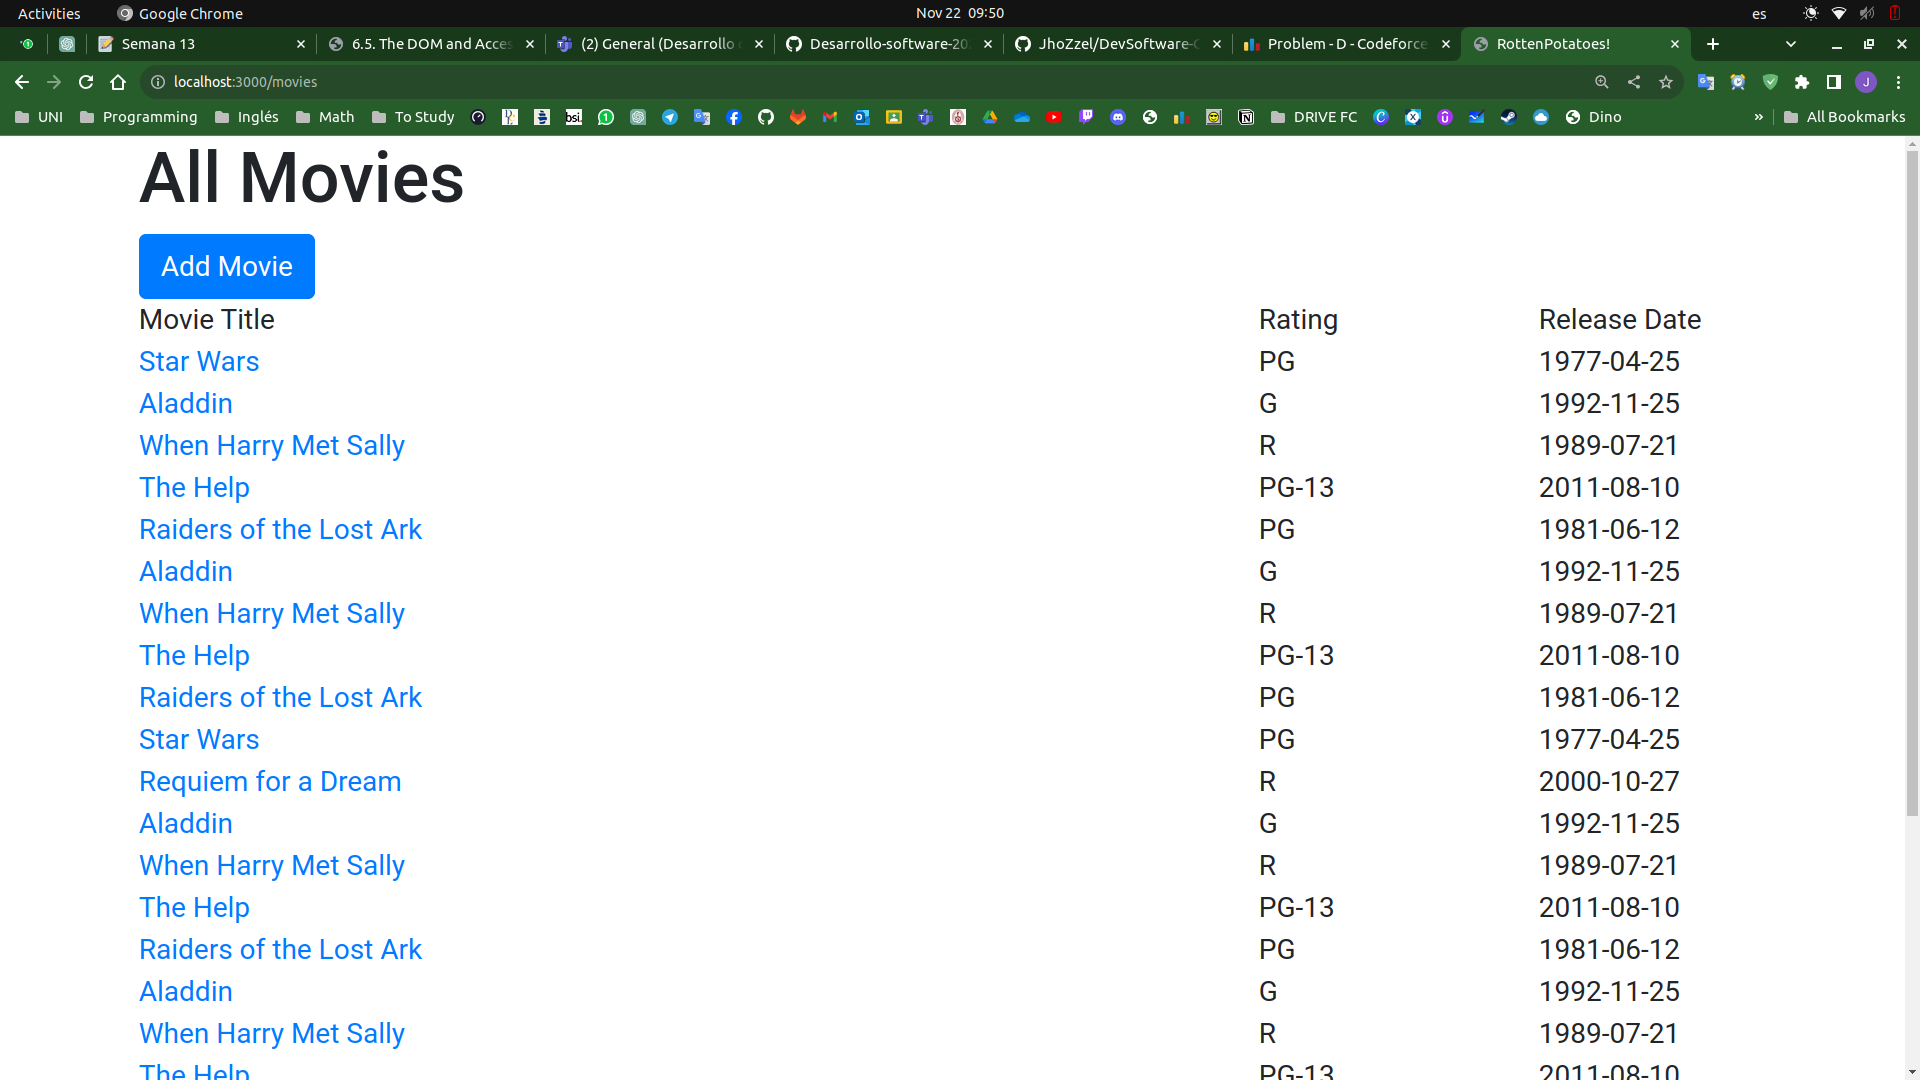 Activities Google Chrome Nov 22 09:50 es
Semana 13 6.5. The DOM and Acces (2) General (Desarrollo Desarrollo-software-20 JhoZzel/DevSoftware- Problem - D - Codeforce RottenPotatoes!
localhost:3000/movies J
UNI Programming Inglés Math To Study bsi. DRIVE FC Dino » All Bookmarks
All Movies
Add Movie
Movie Title Rating Release Date
Star Wars PG 1977-04-25
Aladdin G 1992-11-25
When Harry Met Sally R 1989-07-21
The Help PG-13 2011-08-10
Raiders of the Lost Ark PG 1981-06-12
Aladdin G 1992-11-25
When Harry Met Sally R 1989-07-21
The Help PG-13 2011-08-10
Raiders of the Lost Ark PG 1981-06-12
Star Wars PG 1977-04-25
Requiem for a Dream R 2000-10-27
Aladdin G 1992-11-25
When Harry Met Sally R 1989-07-21
The Help PG-13 2011-08-10
Raiders of the Lost Ark PG 1981-06-12
Aladdin G 1992-11-25
When Harry Met Sally R 1989-07-21
The Help PG-13 2011-08-10